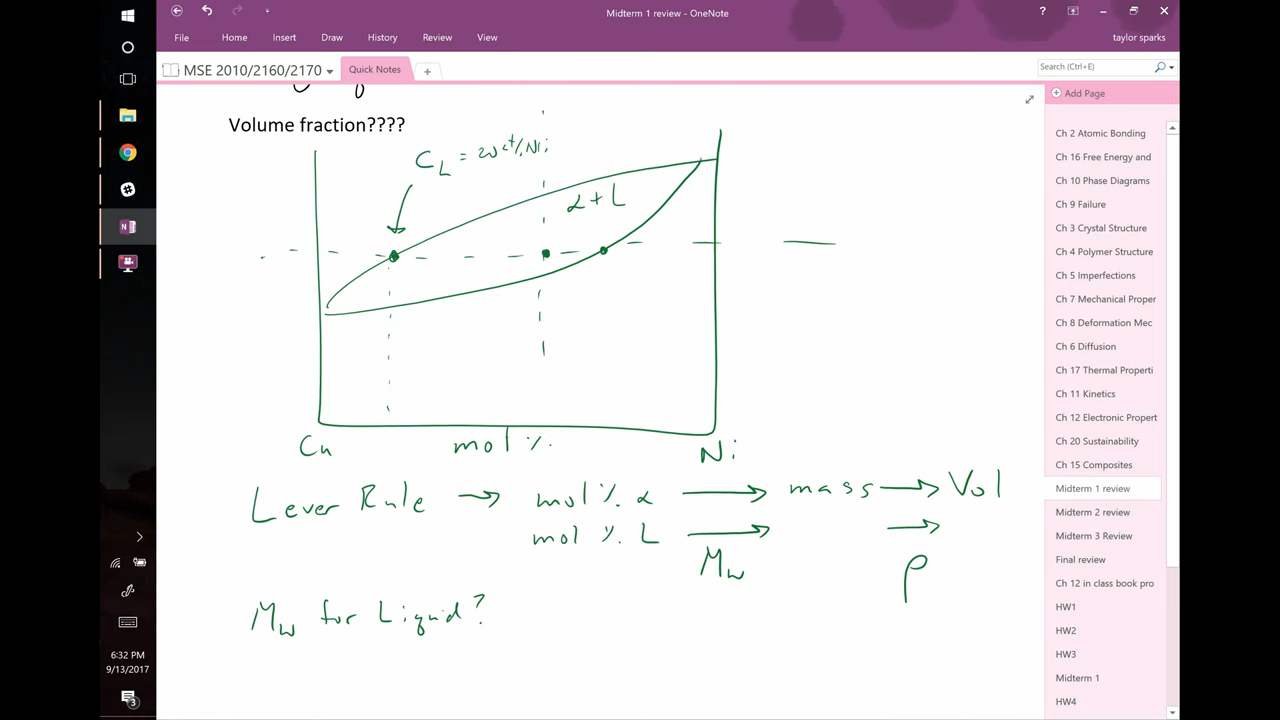 Midterm 1 review - OneNote
?
File Home Insert Draw History Review View
taylor sparks
MSE 2010/2160/2170
Quick Notes
Search (Ctrl+E)
Add Page
Volume fraction????
α + L
Cu
mol %
Ni
Lever Rule → mol % α → mass → Vol
mol % L → →
Mw ρ
Mw for Liquid?
Ch 2 Atomic Bonding
Ch 16 Free Energy and
Ch 10 Phase Diagrams
Ch 9 Failure
Ch 3 Crystal Structure
Ch 4 Polymer Structure
Ch 5 Imperfections
Ch 7 Mechanical Proper
Ch 8 Deformation Mec
Ch 6 Diffusion
Ch 17 Thermal Properti
Ch 11 Kinetics
Ch 12 Electronic Propert
Ch 20 Sustainability
Ch 15 Composites
Midterm 1 review
Midterm 2 review
Midterm 3 Review
Final review
Ch 12 in class book pro
HW1
HW2
HW3
Midterm 1
HW4
6:32 PM
9/13/2017
3